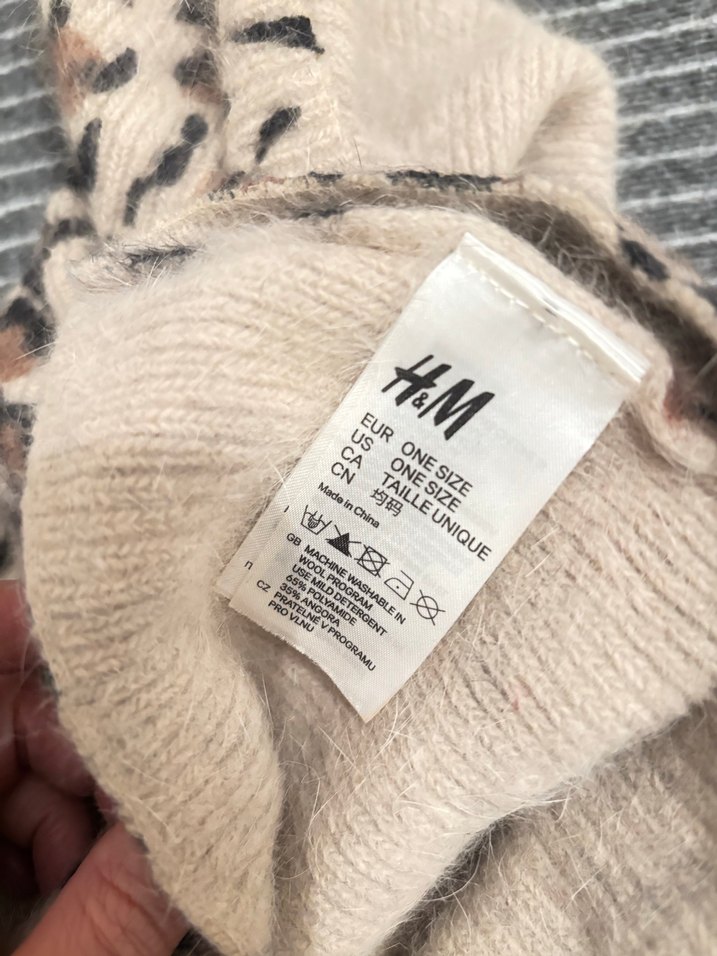 H&M
EUR ONE SIZE
US ONE SIZE
CA TAILLE UNIQUE
CN 均码
Made in China
GB MACHINE WASHABLE IN
WOOL PROGRAM
USE MILD DETERGENT
65% POLYAMIDE
35% ANGORA
CZ PRATELNÉ V PROGRAMU
PRO VLNU